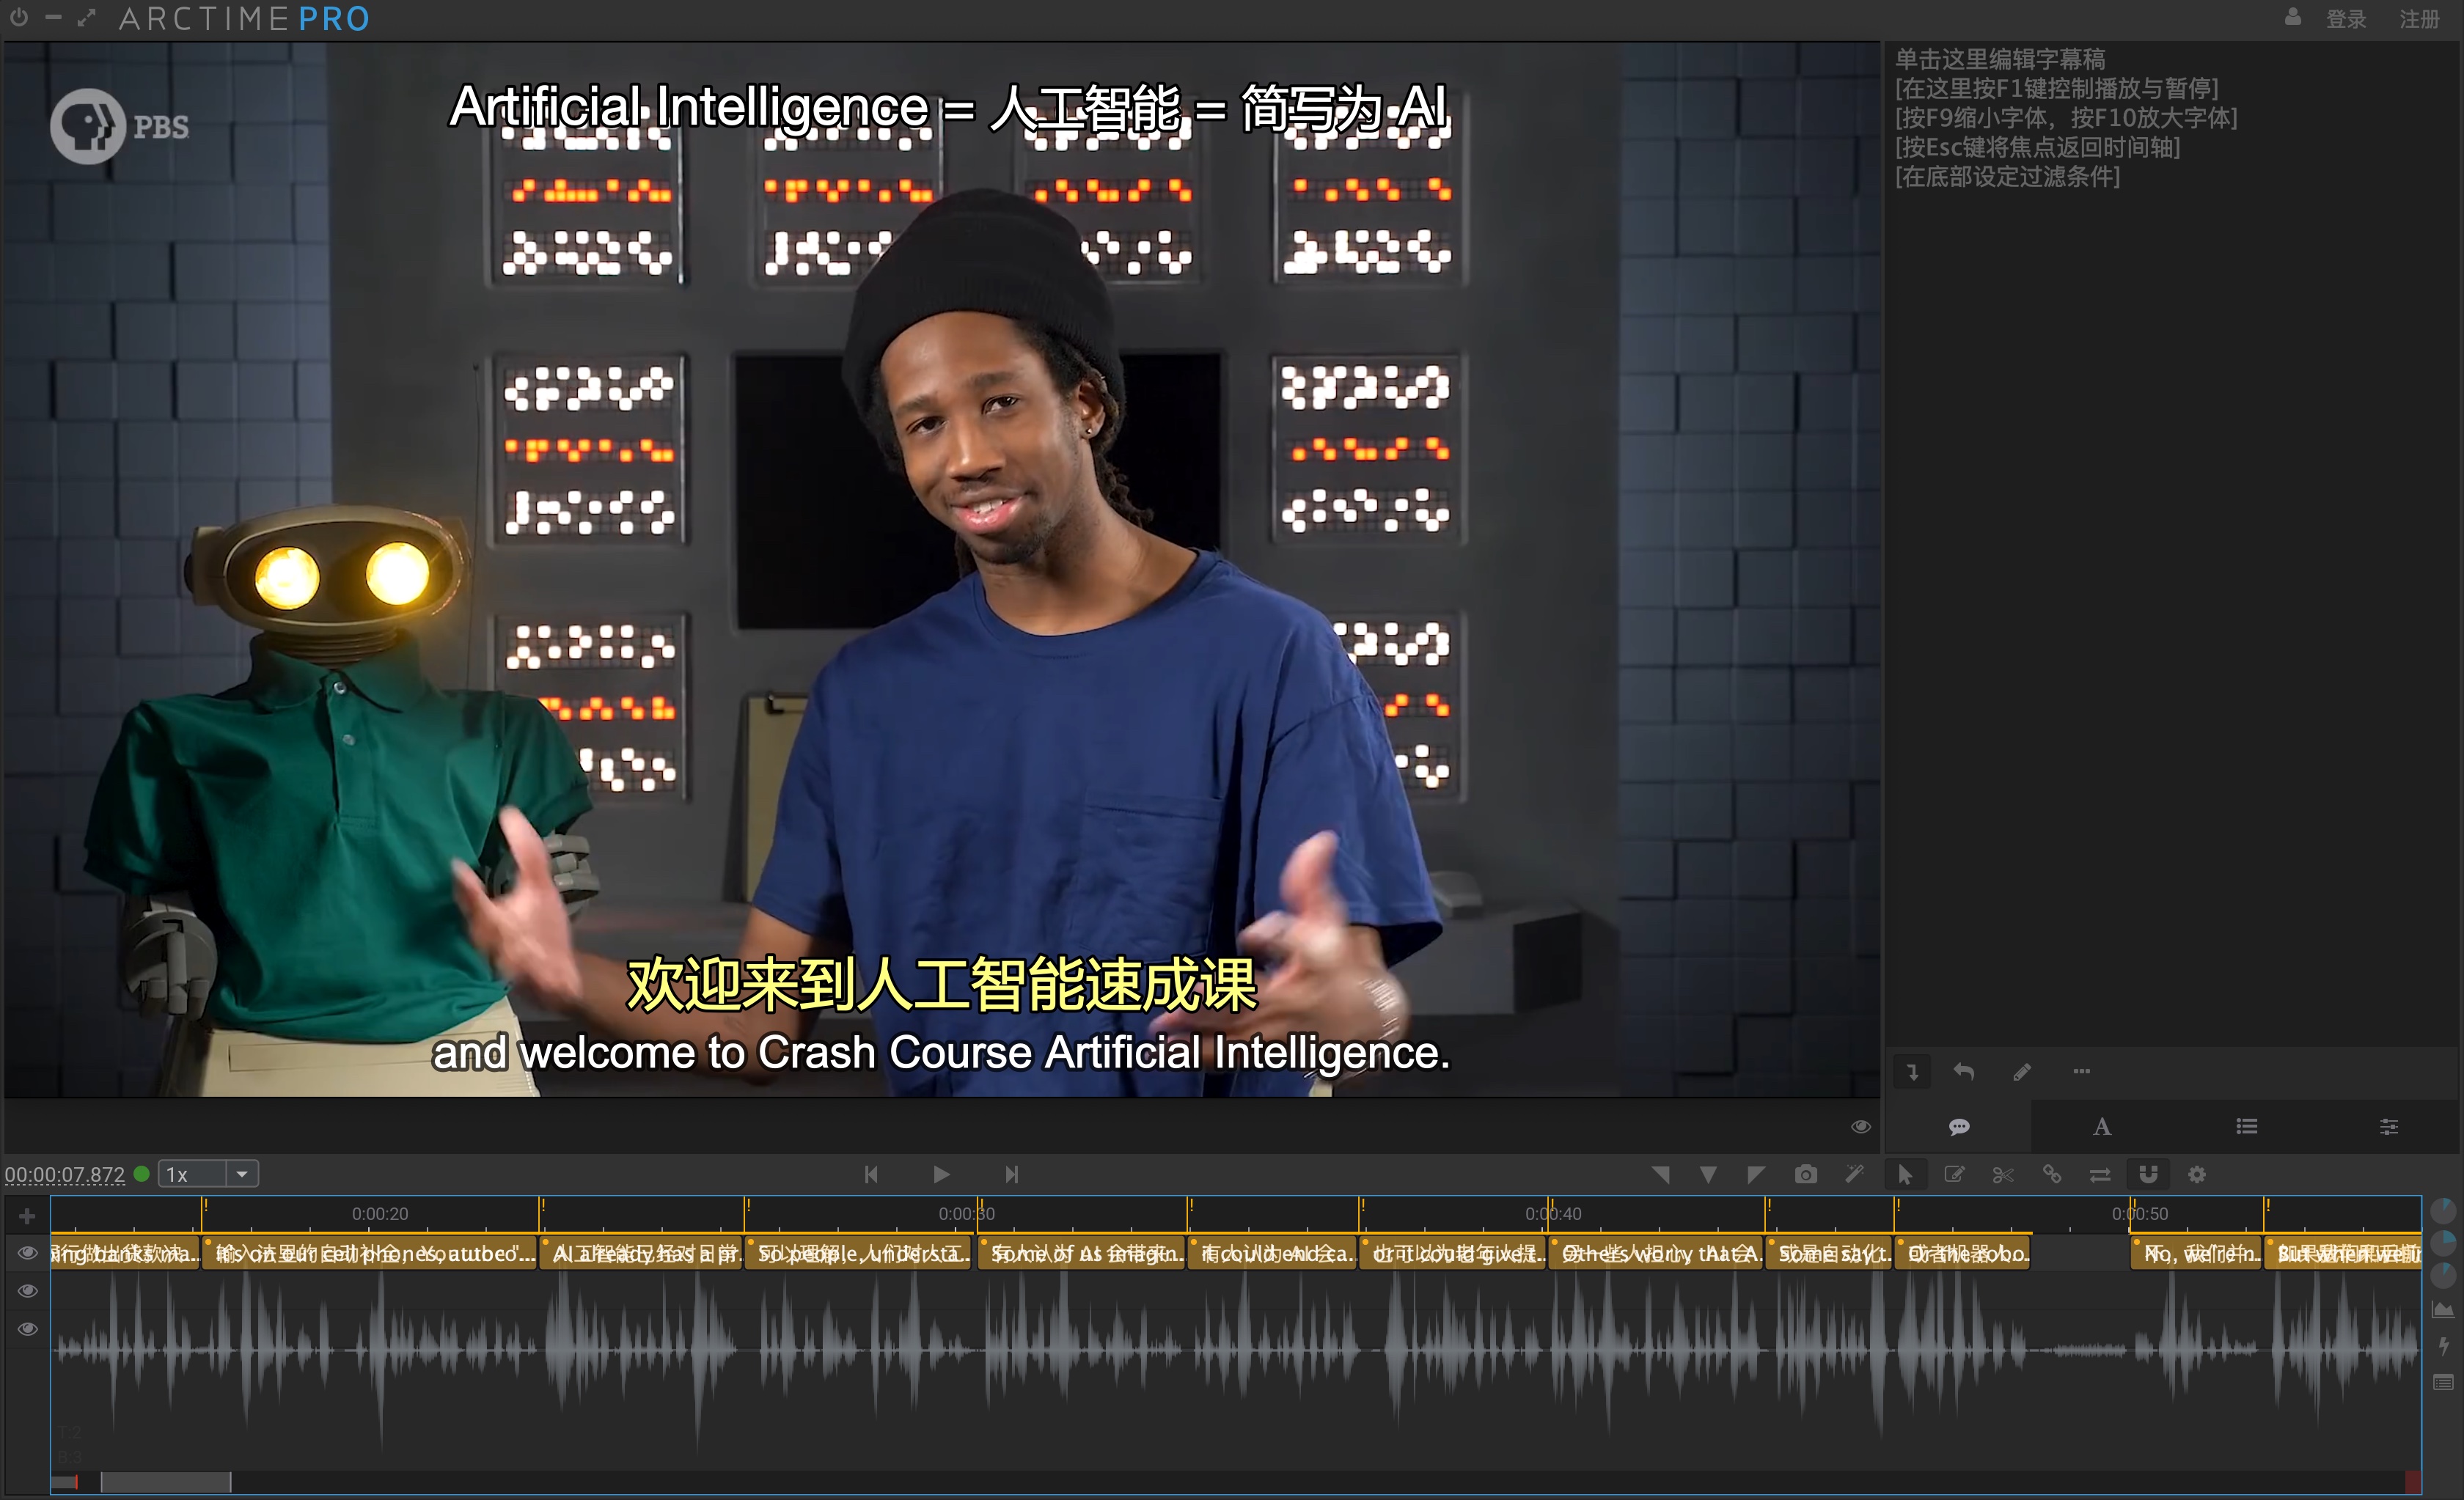 ARCTIME PRO
登录 注册
PBS
Artificial Intelligence = 人工智能 = 简写为 AI
单击这里编辑字幕稿
[在这里按F1键控制播放与暂停]
[按F9缩小字体，按F10放大字体]
[按Esc键将焦点返回时间轴]
[在底部设定过滤条件]
欢迎来到人工智能速成课
and welcome to Crash Course Artificial Intelligence.
00:00:07.872 1x
0:00:20 0:00:30 0:00:40 0:00:50
T:2
B:3